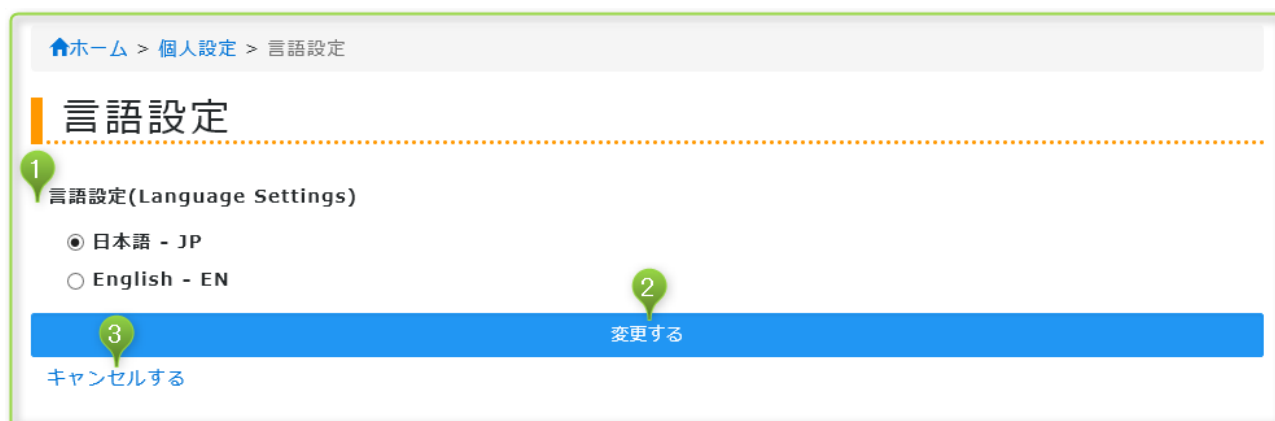 ホーム > 個人設定 > 言語設定
言語設定
1
言語設定(Language Settings)
日本語 - JP
English - EN
2
変更する
3
キャンセルする